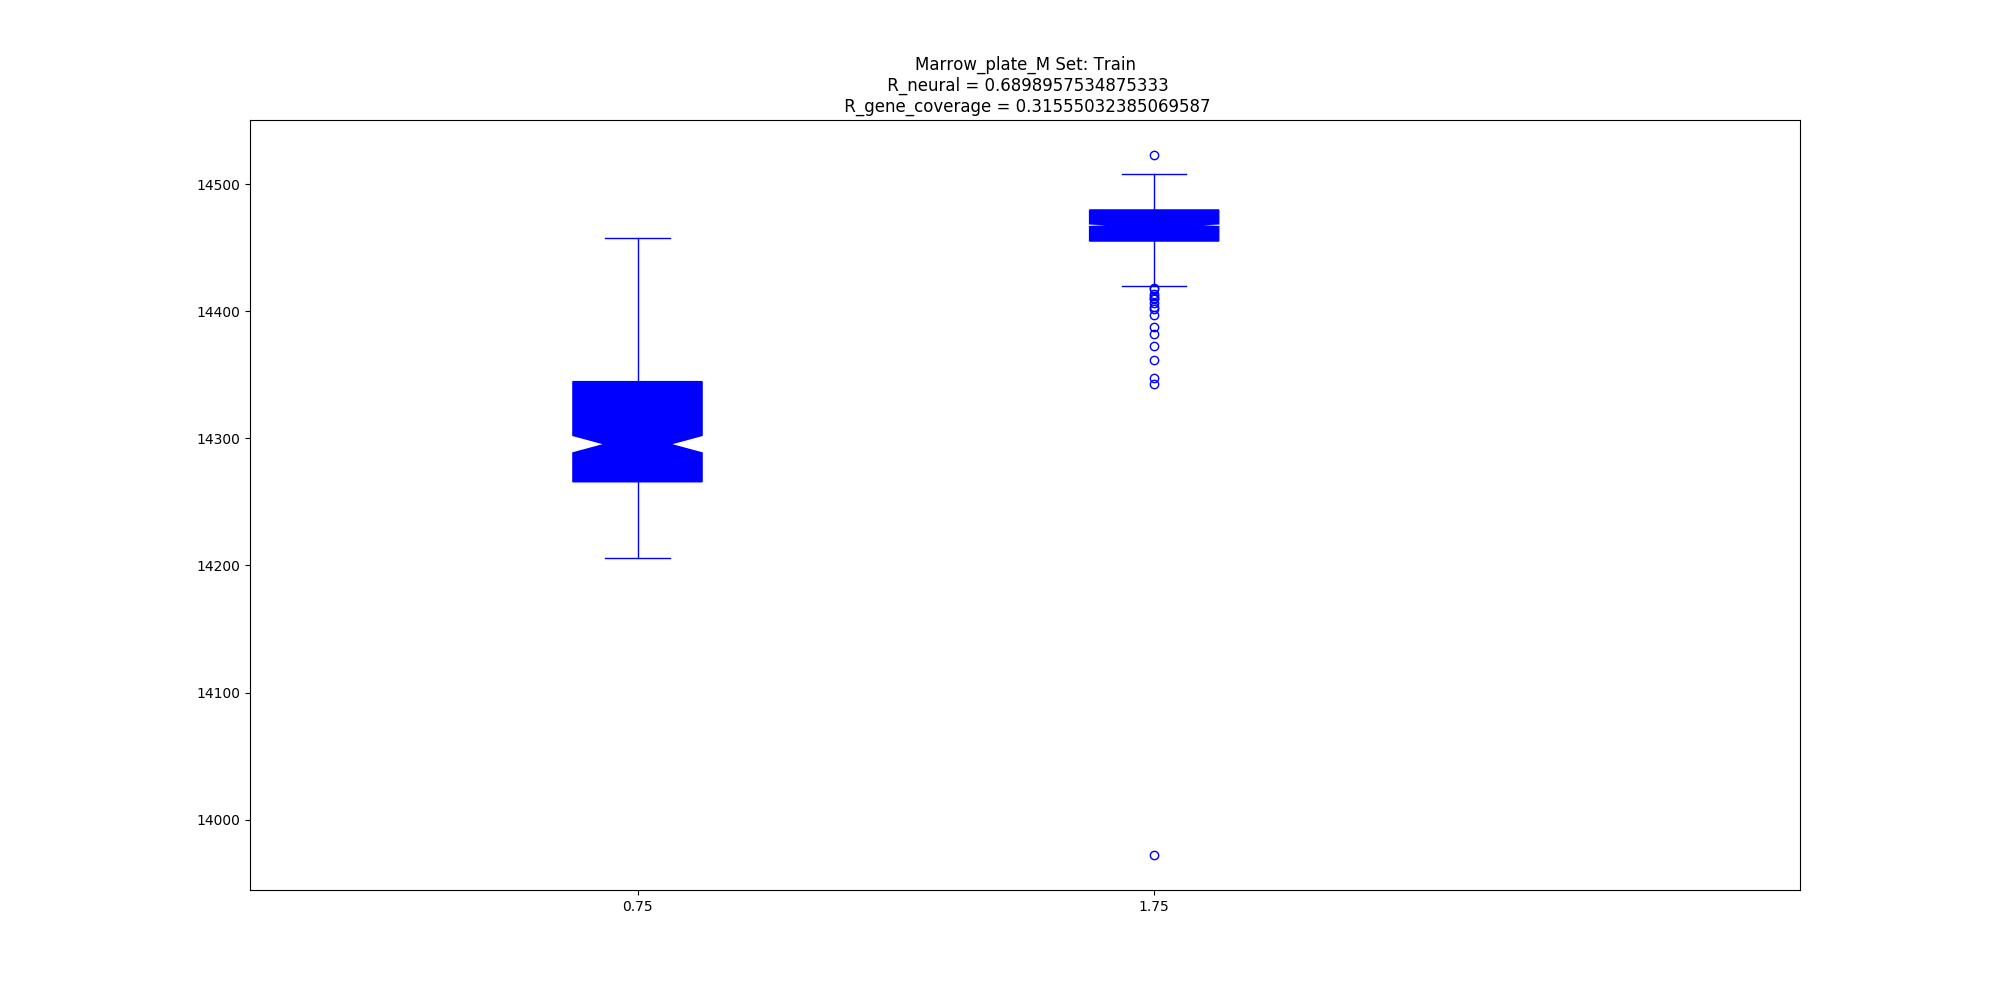 Marrow_plate_M Set: Train
R_neural = 0.6898957534875333
R_gene_coverage = 0.31555032385069587
14500
14400
14300
14200
14100
14000
0.75
1.75